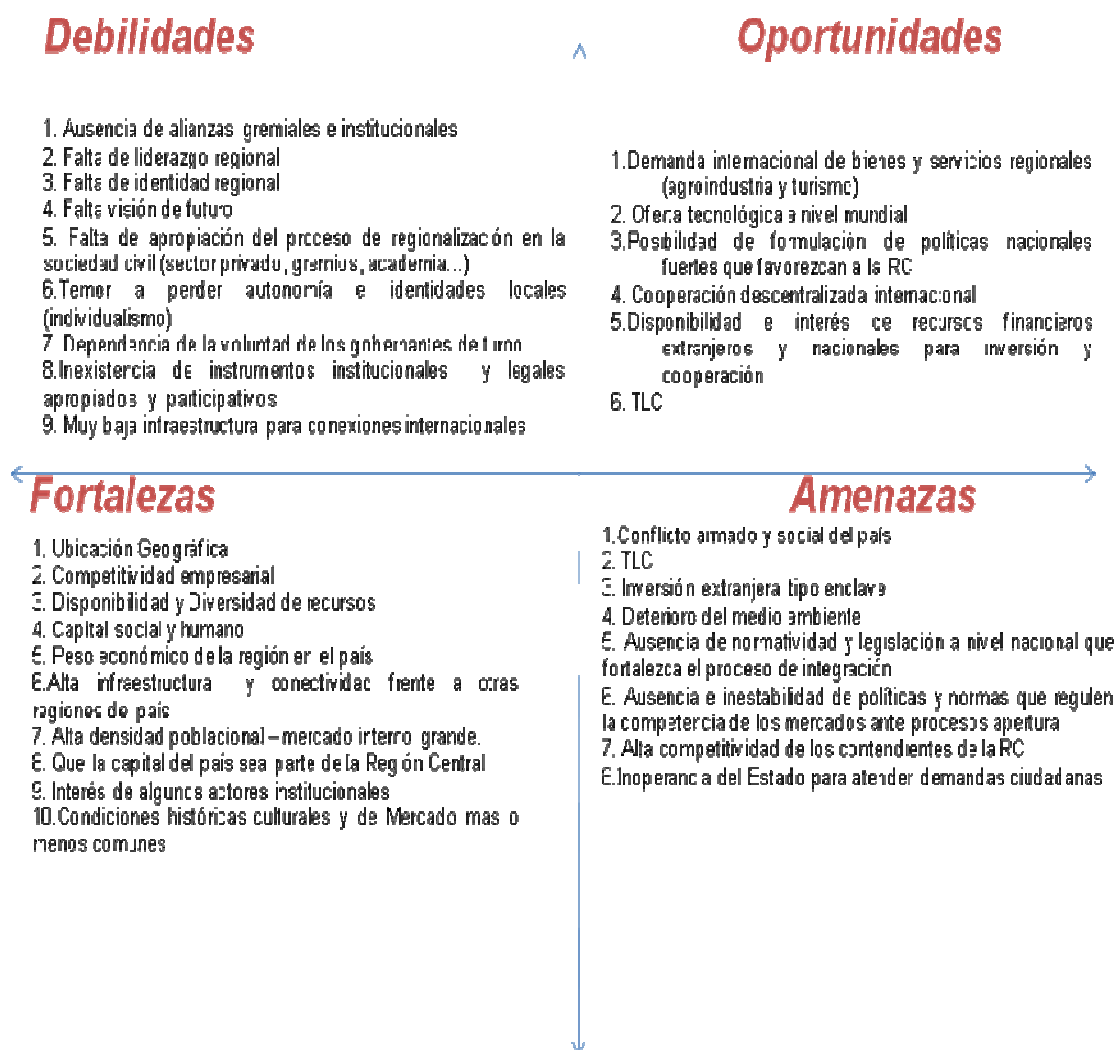 Debilidades
1. Ausencia de alianzas gremiales e institucionales
2. Falta de liderazgo regional
3. Falta de identidad regional
4. Falta visión de futuro
5. Falta de apropiación del proceso de regionalización en la
sociedad civil (sector privado, gremios, academia...)
6.Temor a perder autonomía e identidades locales
(individualismo)
7. Dependencia de la voluntad de los gobernantes de turno
8.Inexistencia de instrumentos institucionales y legales
apropiados y participativos
9. Muy baja infraestructura para conexiones internacionales
Oportunidades
1.Demanda internacional de bienes y servicios regionales
(agroindustria y turismo)
2. Oferta tecnológica a nivel mundial
3.Posibilidad de formulación de políticas nacionales
fuertes que favorezcan a la RC
4. Cooperación descentralizada internacional
5.Disponibilidad e interés de recursos financieros
extranjeros y nacionales para inversión y
cooperación
6. TLC
Fortalezas
1. Ubicación Geográfica
2. Competitividad empresarial
3. Disponibilidad y Diversidad de recursos
4. Capital social y humano
5. Peso económico de la región en el país
6.Alta infraestructura y conectividad frente a otras
regiones de país
7. Alta densidad poblacional – mercado interno grande.
8. Que la capital del país sea parte de la Región Central
9. Interés de algunos actores institucionales
10.Condiciones históricas culturales y de Mercado mas o
menos comunes
Amenazas
1.Conflicto armado y social del país
2. TLC
3. Inversión extranjera tipo enclave
4. Deterioro del medio ambiente
5. Ausencia de normatividad y legislación a nivel nacional que
fortalezca el proceso de integración
6. Ausencia e inestabilidad de políticas y normas que regulen
la competencia de los mercados ante procesos apertura
7. Alta competitividad de los contendientes de la RC
8.Inoperancia del Estado para atender demandas ciudadanas